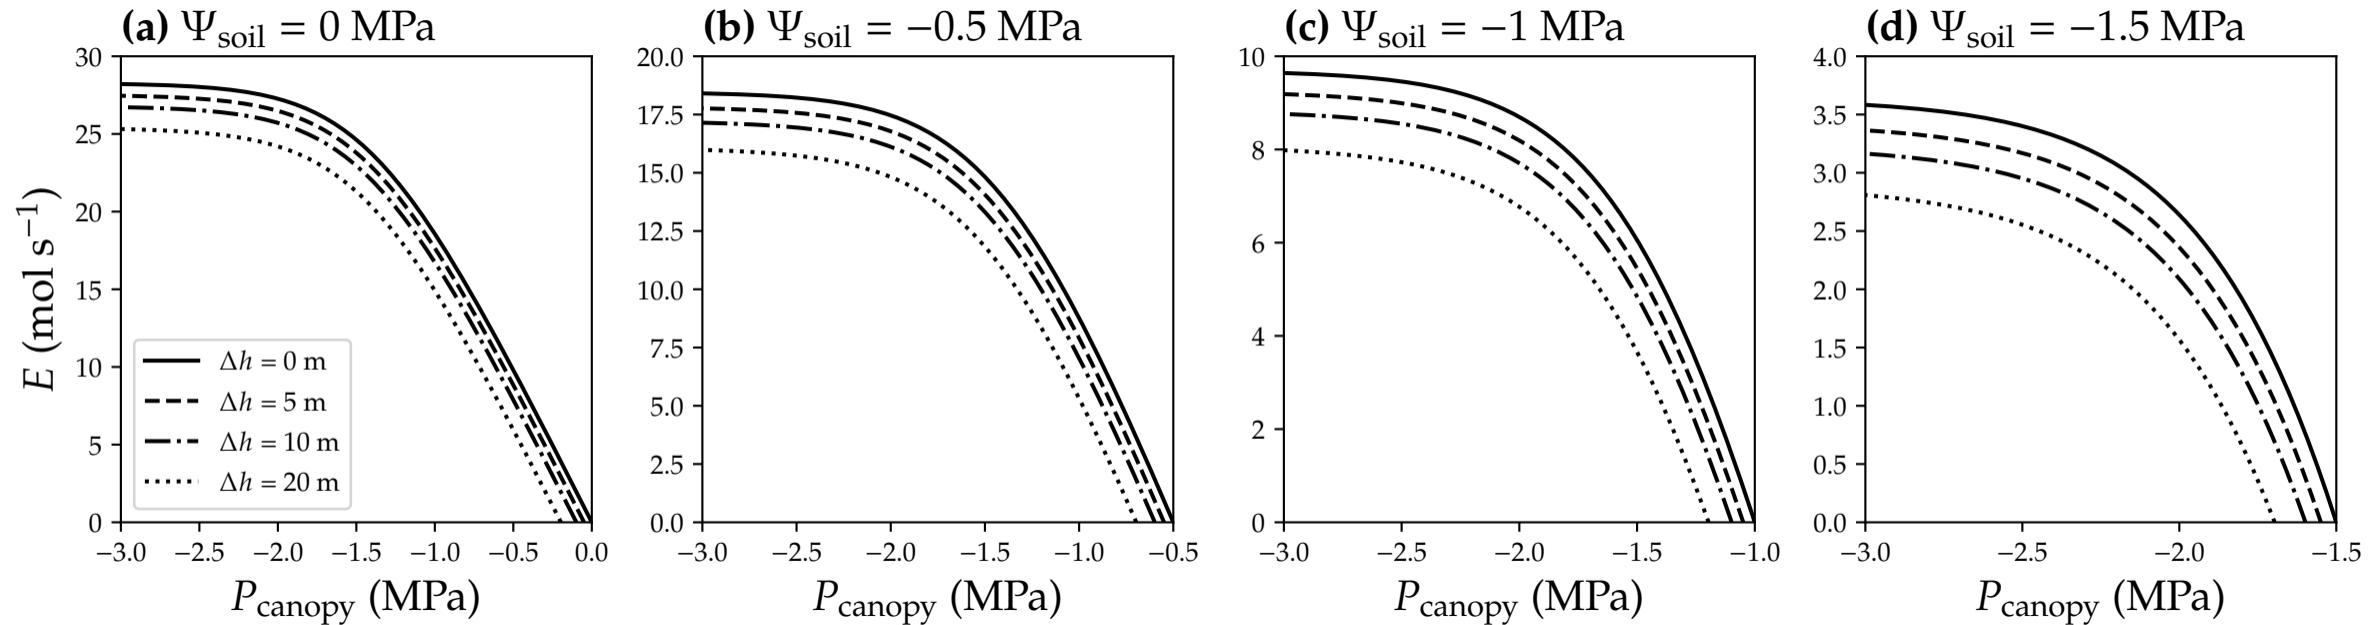 (a) Ψsoil = 0 MPa
(b) Ψsoil = −0.5 MPa
(c) Ψsoil = −1 MPa
(d) Ψsoil = −1.5 MPa
E (mol s−1)
30
25
20
15
10
5
0
Δh = 0 m
Δh = 5 m
Δh = 10 m
Δh = 20 m
−3.0 −2.5 −2.0 −1.5 −1.0 −0.5 0.0
Pcanopy (MPa)
20.0
17.5
15.0
12.5
10.0
7.5
5.0
2.5
0.0
−3.0 −2.5 −2.0 −1.5 −1.0 −0.5
Pcanopy (MPa)
10
8
6
4
2
0
−3.0 −2.5 −2.0 −1.5 −1.0
Pcanopy (MPa)
4.0
3.5
3.0
2.5
2.0
1.5
1.0
0.5
0.0
−3.0 −2.5 −2.0 −1.5
Pcanopy (MPa)